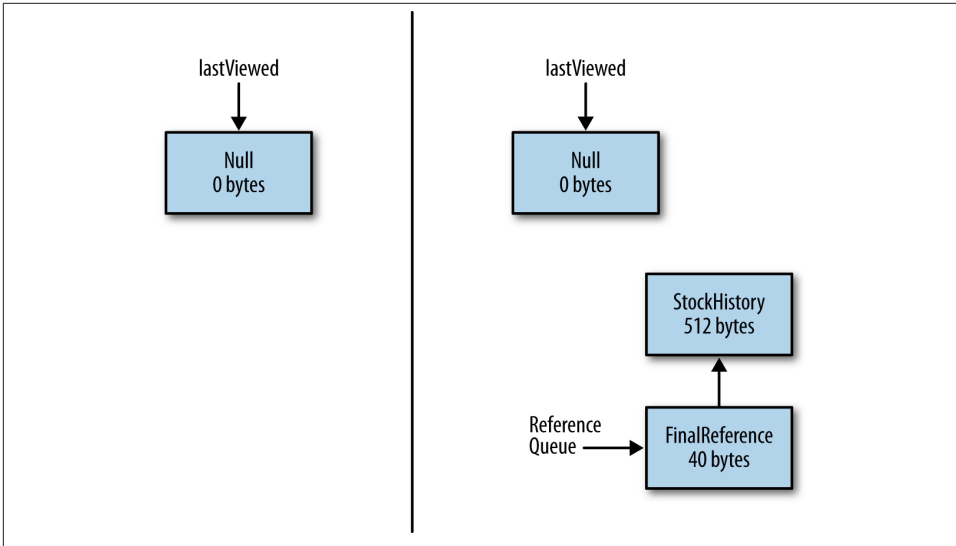 lastViewed
Null
0 bytes
lastViewed
Null
0 bytes
StockHistory
512 bytes
Reference
Queue
FinalReference
40 bytes